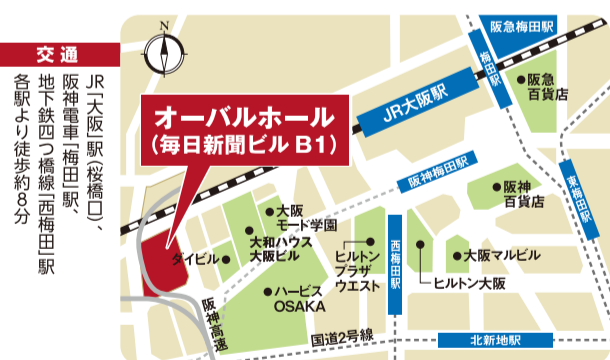 交通
JR「大阪」駅(桜橋口)、
阪神電車「梅田」駅、
地下鉄四つ橋線「西梅田」駅
各駅より徒歩約8分
N
阪急梅田駅
梅田駅
阪急
百貨店
JR大阪駅
オーバルホール
(毎日新聞ビル B1)
阪神梅田駅
東梅田駅
阪神
百貨店
大阪
モード学園
大和ハウス
大阪ビル
ダイビル
ヒルトン
プラザ
ウエスト
西梅田駅
大阪マルビル
ヒルトン大阪
ハービス
OSAKA
阪神高速
国道2号線
北新地駅